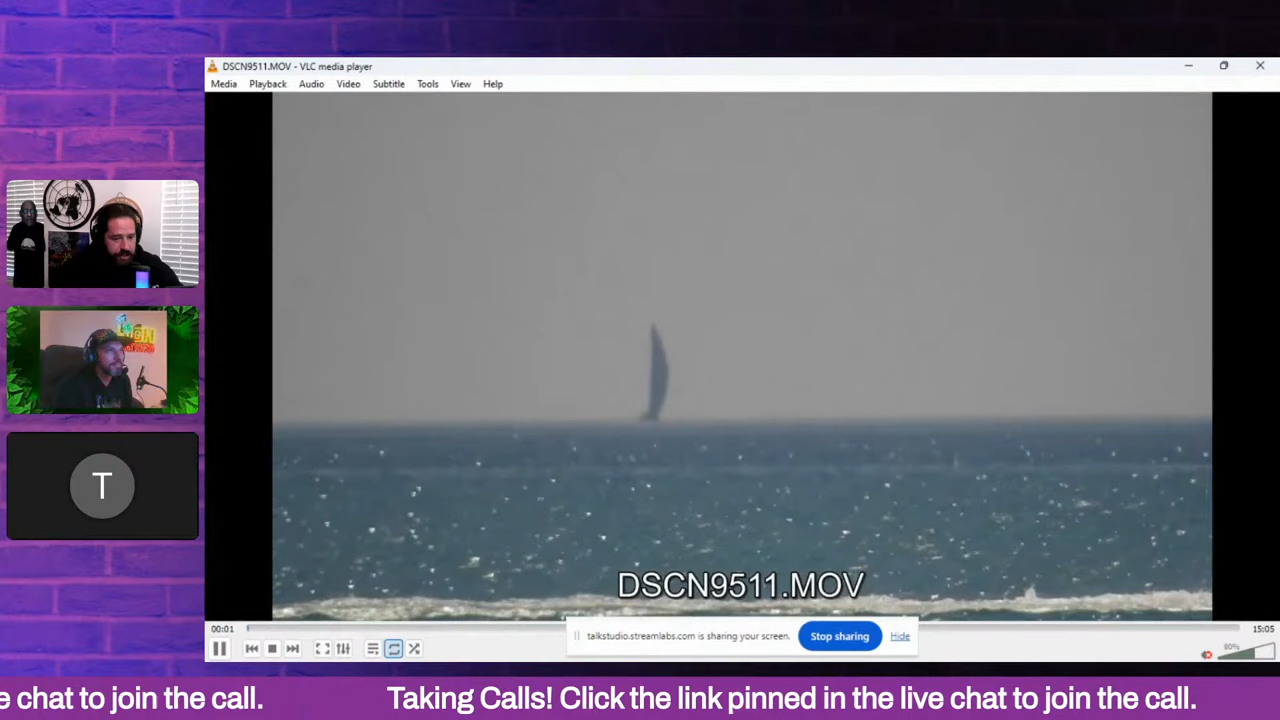 DSCN9511.MOV - VLC media player
Media Playback Audio Video Subtitle Tools View Help
T
DSCN9511.MOV
00:01
15:05
talkstudio.streamlabs.com is sharing your screen.
Stop sharing
Hide
80%
e chat to join the call. Taking Calls! Click the link pinned in the live chat to join the call.